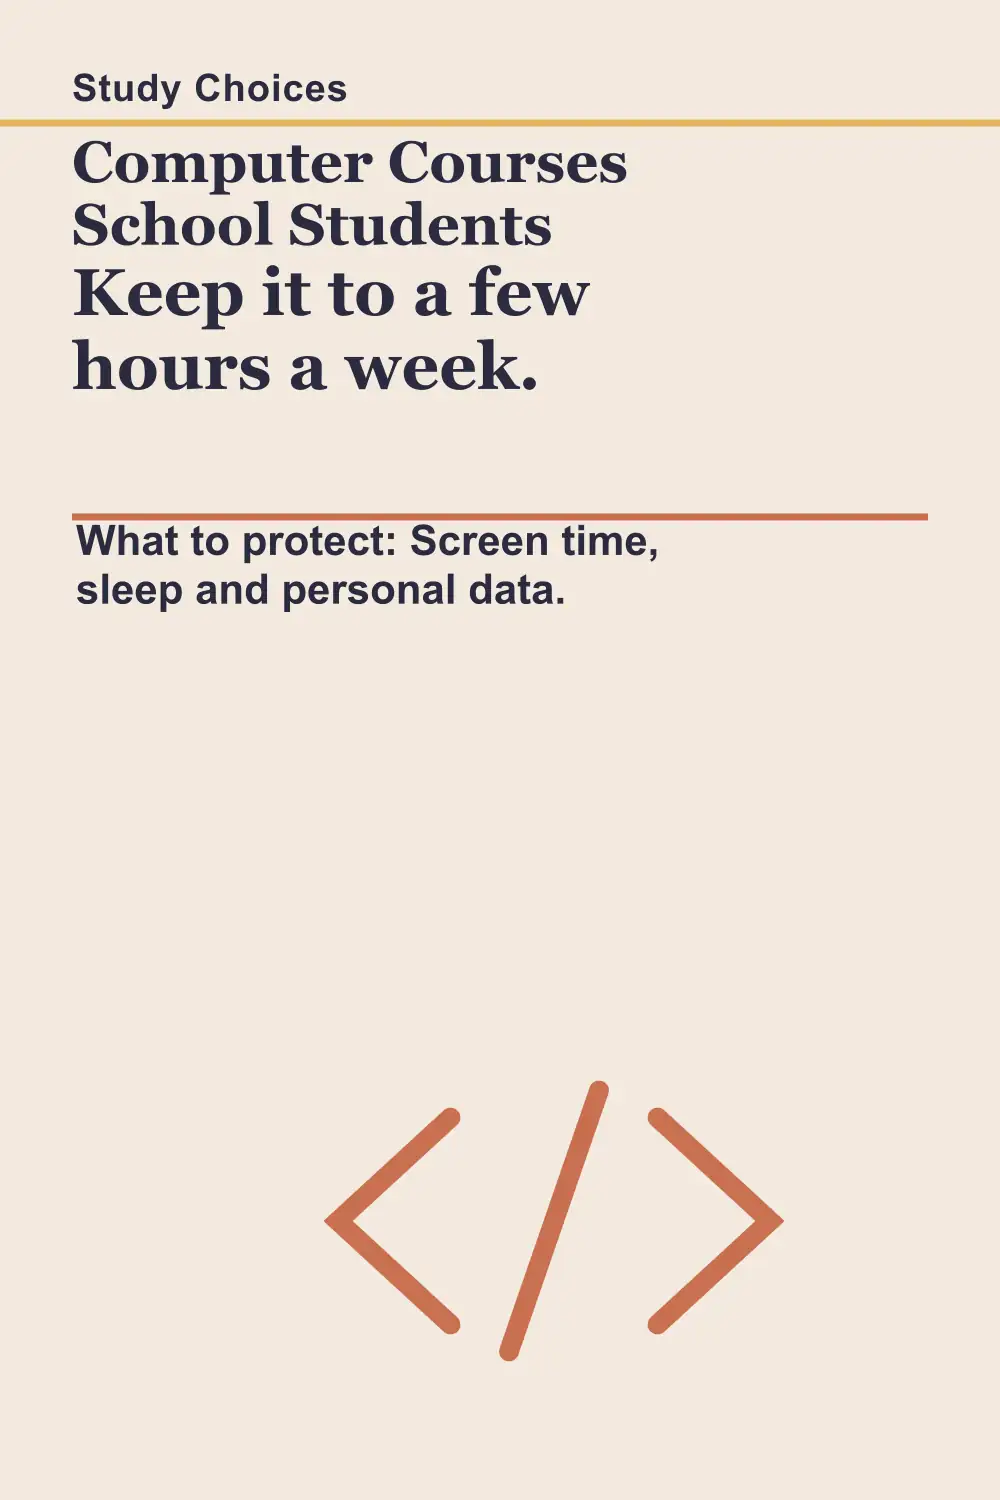 Study Choices
Computer Courses
School Students
Keep it to a few
hours a week.
What to protect: Screen time,
sleep and personal data.